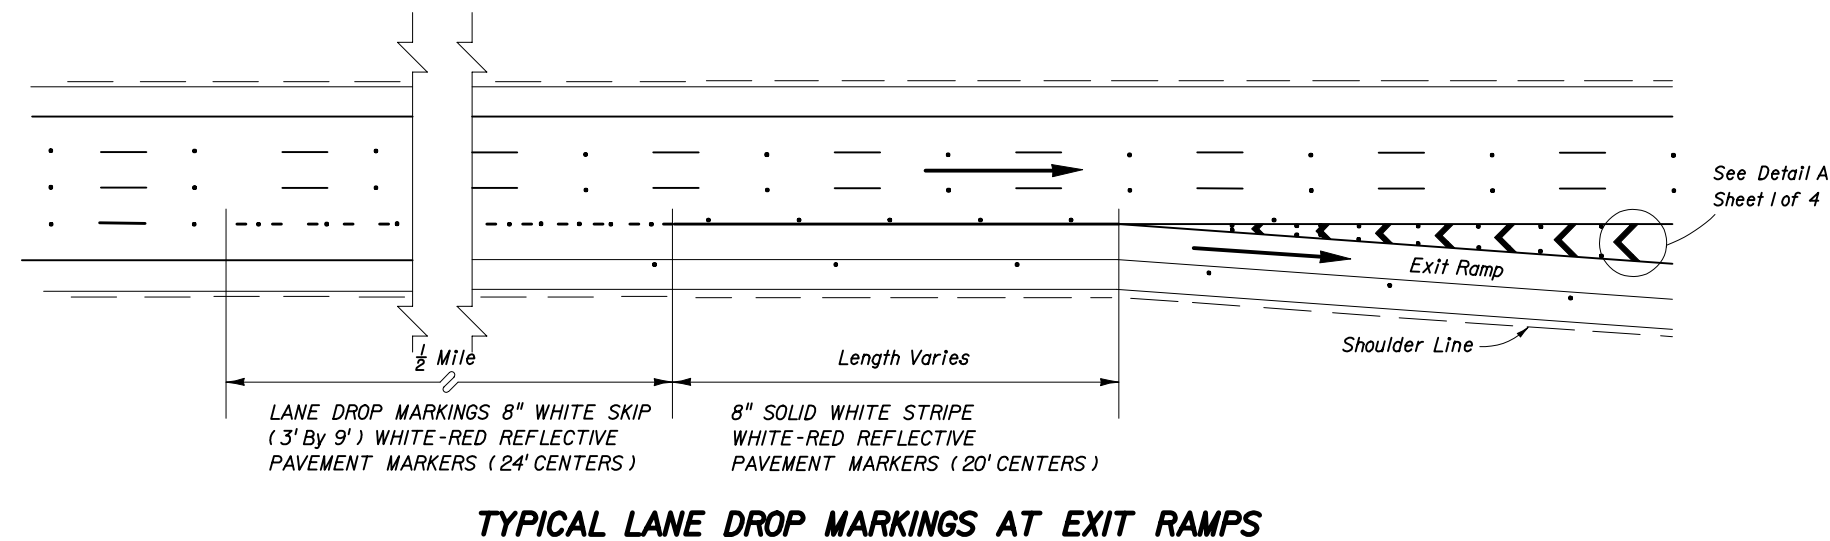 See Detail A
Sheet 1 of 4
Exit Ramp
Shoulder Line
1/2 Mile
Length Varies
LANE DROP MARKINGS 8" WHITE SKIP
(3' By 9') WHITE-RED REFLECTIVE
PAVEMENT MARKERS (24' CENTERS)
8" SOLID WHITE STRIPE
WHITE-RED REFLECTIVE
PAVEMENT MARKERS (20' CENTERS)
TYPICAL LANE DROP MARKINGS AT EXIT RAMPS